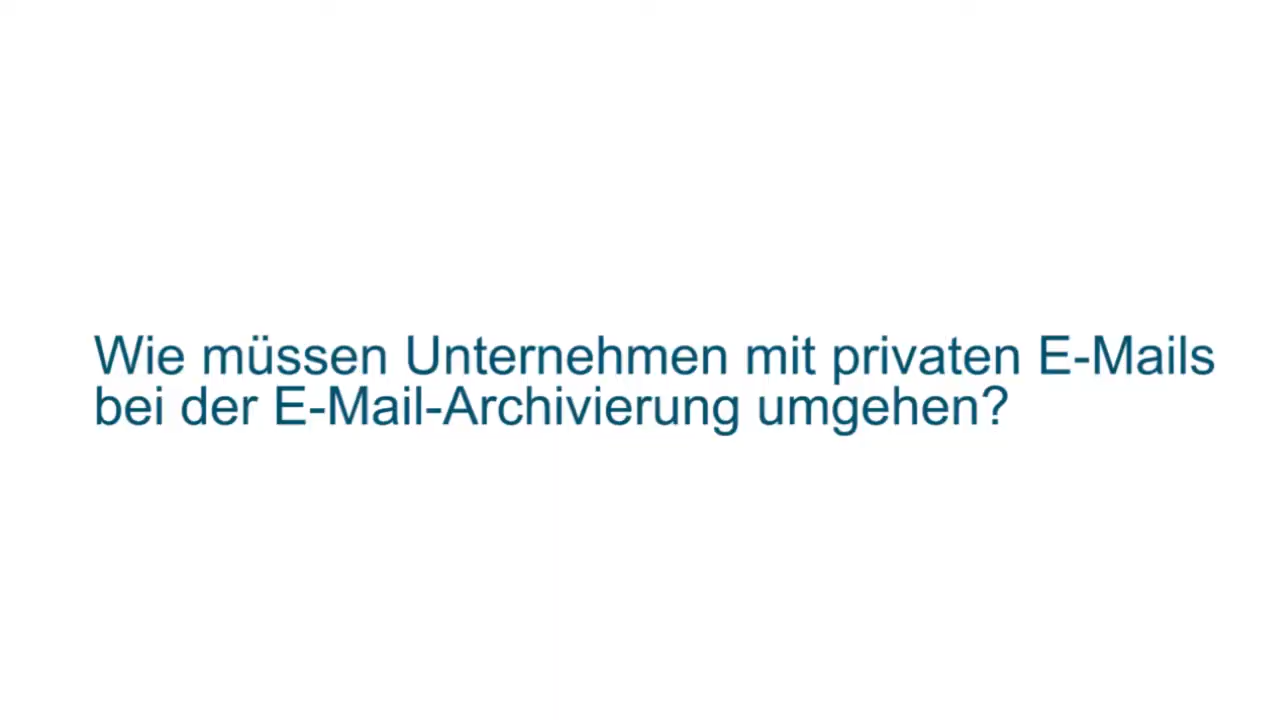 Wie müssen Unternehmen mit privaten E-Mails
bei der E-Mail-Archivierung umgehen?